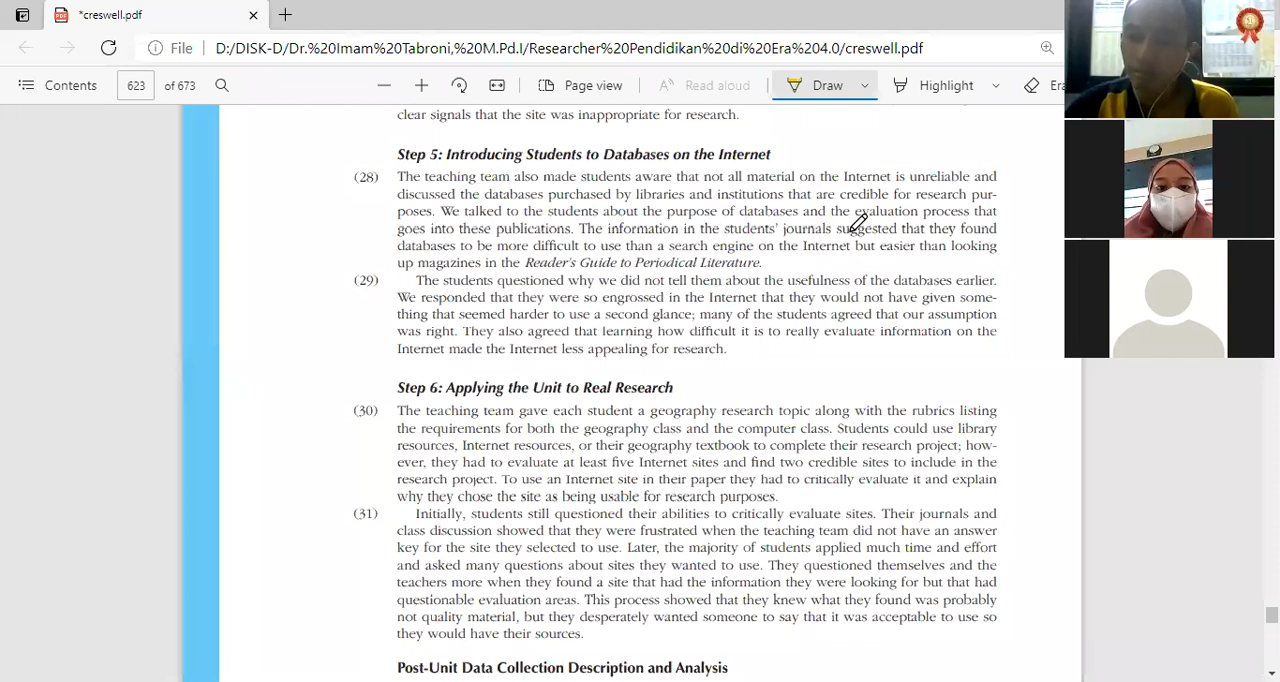 *creswell.pdf
File D:/DISK-D/Dr.%20Imam%20Tabroni,%20M.Pd.I/Researcher%20Pendidikan%20di%20Era%204.0/creswell.pdf
Contents 623 of 673 Page view Read aloud Draw Highlight Era
clear signals that the site was inappropriate for research.
Step 5: Introducing Students to Databases on the Internet
(28) The teaching team also made students aware that not all material on the Internet is unreliable and
discussed the databases purchased by libraries and institutions that are credible for research pur-
poses. We talked to the students about the purpose of databases and the evaluation process that
goes into these publications. The information in the students' journals suggested that they found
databases to be more difficult to use than a search engine on the Internet but easier than looking
up magazines in the Reader's Guide to Periodical Literature.
(29) The students questioned why we did not tell them about the usefulness of the databases earlier.
We responded that they were so engrossed in the Internet that they would not have given some-
thing that seemed harder to use a second glance; many of the students agreed that our assumption
was right. They also agreed that learning how difficult it is to really evaluate information on the
Internet made the Internet less appealing for research.
Step 6: Applying the Unit to Real Research
(30) The teaching team gave each student a geography research topic along with the rubrics listing
the requirements for both the geography class and the computer class. Students could use library
resources, Internet resources, or their geography textbook to complete their research project; how-
ever, they had to evaluate at least five Internet sites and find two credible sites to include in the
research project. To use an Internet site in their paper they had to critically evaluate it and explain
why they chose the site as being usable for research purposes.
(31) Initially, students still questioned their abilities to critically evaluate sites. Their journals and
class discussion showed that they were frustrated when the teaching team did not have an answer
key for the site they selected to use. Later, the majority of students applied much time and effort
and asked many questions about sites they wanted to use. They questioned themselves and the
teachers more when they found a site that had the information they were looking for but that had
questionable evaluation areas. This process showed that they knew what they found was probably
not quality material, but they desperately wanted someone to say that it was acceptable to use so
they would have their sources.
Post-Unit Data Collection Description and Analysis